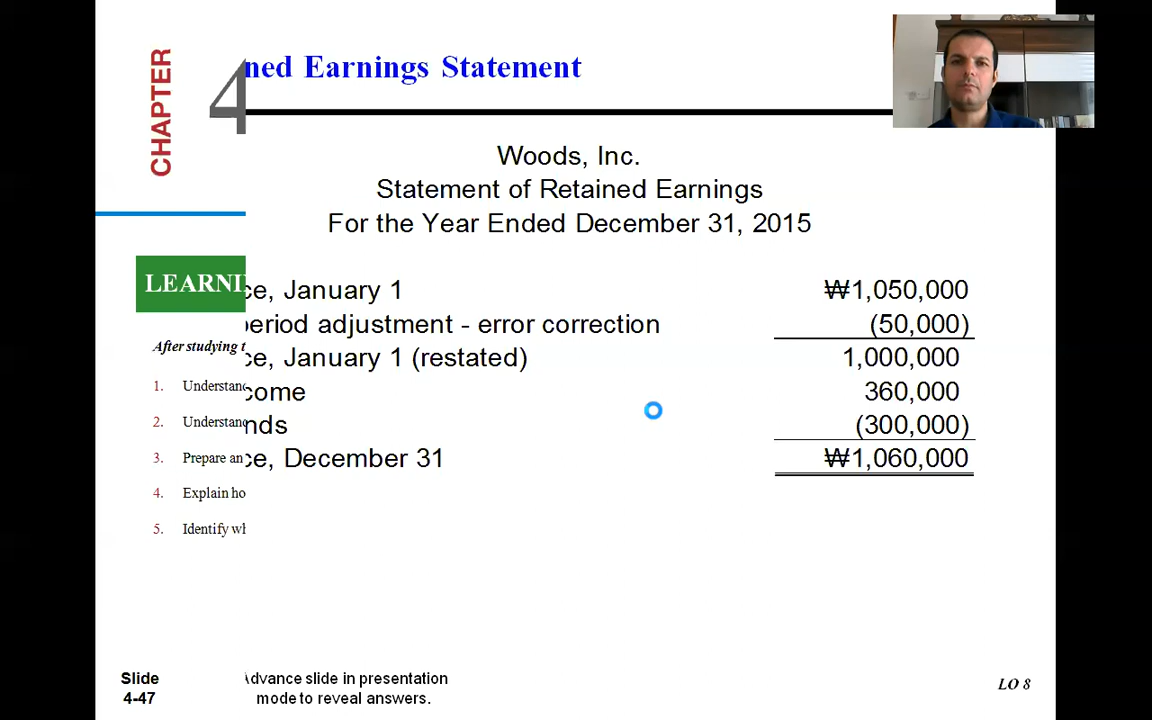 CHAPTER 4
ned Earnings Statement
Woods, Inc.
Statement of Retained Earnings
For the Year Ended December 31, 2015
LEARNI
ce, January 1 ₩1,050,000
period adjustment - error correction (50,000)
After studying t
ce, January 1 (restated) 1,000,000
1. Understand
come 360,000
2. Understand
nds (300,000)
3. Prepare an
ce, December 31 ₩1,060,000
4. Explain ho
5. Identify wh
Slide
4-47
Advance slide in presentation
mode to reveal answers.
LO 8